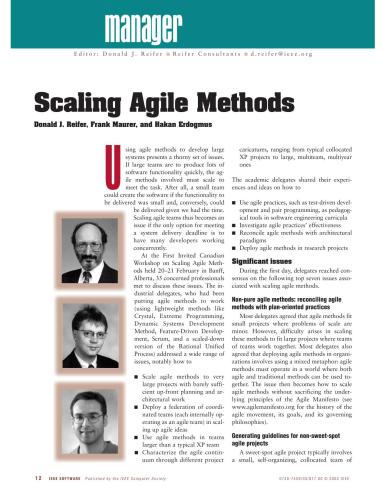 manager
Editor: Donald J. Reifer ■ Reifer Consultants ■ d.reifer@ieee.org
Scaling Agile Methods
Donald J. Reifer, Frank Maurer, and Hakan Erdogmus
Using agile methods to develop large
systems presents a thorny set of issues.
If large teams are to produce lots of
software functionality quickly, the ag-
ile methods involved must scale to
meet the task. After all, a small team
could create the software if the functionality to
be delivered was small and, conversely, could
be delivered given we had the time.
Scaling agile teams thus becomes an
issue if the only option for meeting
a system delivery deadline is to
have many developers working
concurrently.
At the First Invited Canadian
Workshop on Scaling Agile Meth-
ods held 20–21 February in Banff,
Alberta, 35 concerned professionals
met to discuss these issues. The in-
dustrial delegates, who had been
putting agile methods to work
(using lightweight methods like
Crystal, Extreme Programming,
Dynamic Systems Development
Method, Feature-Driven Develop-
ment, Scrum, and a scaled-down
version of the Rational Unified
Process) addressed a wide range of
issues, notably how to
■ Scale agile methods to very
large projects with barely suffi-
cient up-front planning and ar-
chitectural work
■ Deploy a federation of coordi-
nated teams (each internally op-
erating as an agile team) in scal-
ing up agile ideas
■ Use agile methods in teams
larger than a typical XP team
■ Characterize the agile contin-
uum through different project
caricatures, ranging from typical collocated
XP projects to large, multiteam, multiyear
ones
The academic delegates shared their experi-
ences and ideas on how to
■ Use agile practices, such as test-driven devel-
opment and pair programming, as pedagog-
ical tools in software engineering curricula
■ Investigate agile practices' effectiveness
■ Reconcile agile methods with architectural
paradigms
■ Deploy agile methods in research projects
Significant issues
During the first day, delegates reached con-
sensus on the following top seven issues asso-
ciated with scaling agile methods.
Non-pure agile methods: reconciling agile
methods with plan-oriented practices
Most delegates agreed that agile methods fit
small projects where problems of scale are
minor. However, difficulty arises in scaling
these methods to fit large projects where teams
of teams work together. Most delegates also
agreed that deploying agile methods in organi-
zations involves using a mixed metaphor agile
methods must operate in a world where both
agile and traditional methods can be used to-
gether. The issue then becomes how to scale
agile methods without sacrificing the under-
lying principles of the Agile Manifesto (see
www.agilemanifesto.org for the history of the
agile movement, its goals, and its governing
philosophies).
Generating guidelines for non-sweet-spot
agile projects
A sweet-spot agile project typically involves
a small, self-organizing, collocated team of
12 IEEE SOFTWARE Published by the IEEE Computer Society